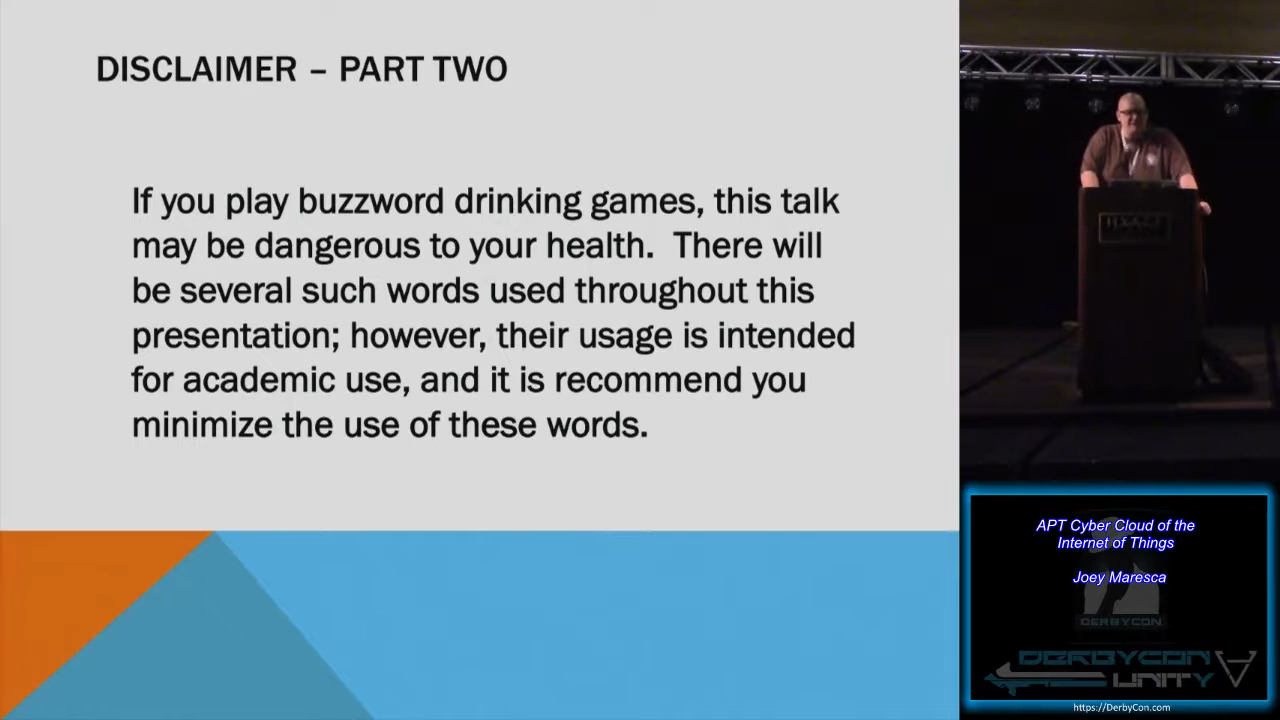 DISCLAIMER – PART TWO
If you play buzzword drinking games, this talk
may be dangerous to your health.  There will
be several such words used throughout this
presentation; however, their usage is intended
for academic use, and it is recommend you
minimize the use of these words.
HYATT
APT Cyber Cloud of the
Internet of Things
Joey Maresca
DERBYCON
DERBYCON
UNITY
https://DerbyCon.com